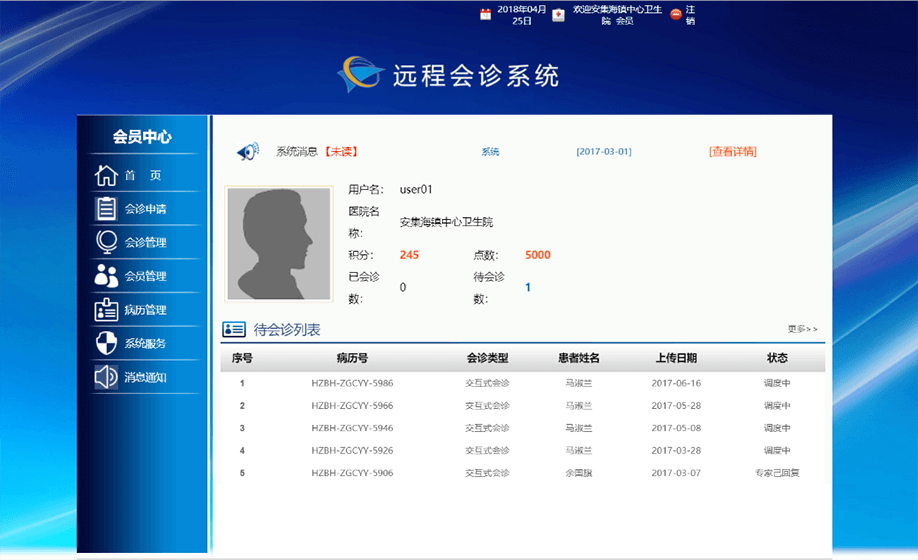 2018年04月
25日
欢迎安集海镇中心卫生
院 会员
注
销
远程会诊系统
会员中心
首 页
会诊申请
会诊管理
会员管理
病历管理
系统服务
消息通知
系统消息【未读】 系统 [2017-03-01] [查看详情]
用户名: user01
医院名
称:
安集海镇中心卫生院
积分: 245 点数: 5000
已会诊
数:
0
待会诊
数:
1
待会诊列表 更多>>
序号 病历号 会诊类型 患者姓名 上传日期 状态
1 HZBH-ZGCYY-5986 交互式会诊 马淑兰 2017-06-16 调度中
2 HZBH-ZGCYY-5966 交互式会诊 马淑兰 2017-05-28 调度中
3 HZBH-ZGCYY-5946 交互式会诊 马淑兰 2017-05-08 调度中
4 HZBH-ZGCYY-5926 交互式会诊 马淑兰 2017-03-28 调度中
5 HZBH-ZGCYY-5906 交互式会诊 余国旗 2017-03-07 专家已回复